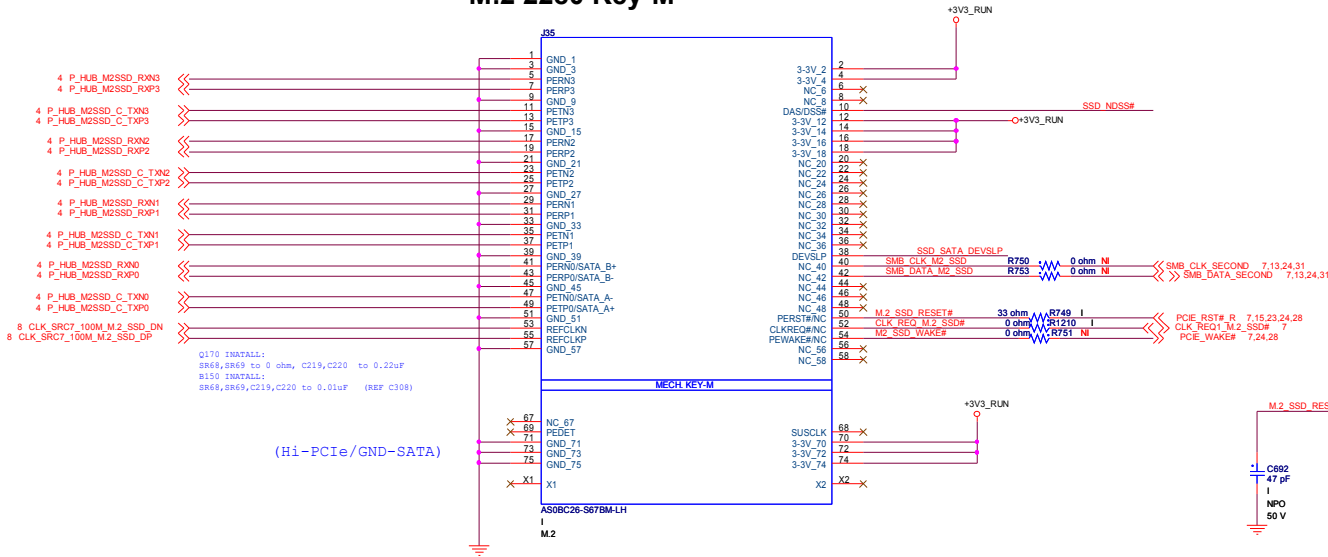 M.2 2280 Key-M
+3V3_RUN
J35
1 GND_1
3 GND_3
4 P_HUB_M2SSD_RXN3 5 PERN3
4 P_HUB_M2SSD_RXP3 7 PERP3
9 GND_9
4 P_HUB_M2SSD_C_TXN3 11 PETN3
4 P_HUB_M2SSD_C_TXP3 13 PETP3
15 GND_15
4 P_HUB_M2SSD_RXN2 17 PERN2
4 P_HUB_M2SSD_RXP2 19 PERP2
21 GND_21
4 P_HUB_M2SSD_C_TXN2 23 PETN2
4 P_HUB_M2SSD_C_TXP2 25 PETP2
27 GND_27
4 P_HUB_M2SSD_RXN1 29 PERN1
4 P_HUB_M2SSD_RXP1 31 PERP1
33 GND_33
4 P_HUB_M2SSD_C_TXN1 35 PETN1
4 P_HUB_M2SSD_C_TXP1 37 PETP1
39 GND_39
4 P_HUB_M2SSD_RXN0 41 PERN0/SATA_B+
4 P_HUB_M2SSD_RXP0 43 PERP0/SATA_B-
45 GND_45
4 P_HUB_M2SSD_C_TXN0 47 PETN0/SATA_A-
4 P_HUB_M2SSD_C_TXP0 49 PETP0/SATA_A+
51 GND_51
8 CLK_SRC7_100M_M.2_SSD_DN 53 REFCLKN
8 CLK_SRC7_100M_M.2_SSD_DP 55 REFCLKP
57 GND_57
3-3V_2 2
3-3V_4 4
NC_6 6
NC_8 8
DAS/DSS# 10 SSD_NDSS#
3-3V_12 12 +3V3_RUN
3-3V_14 14
3-3V_16 16
3-3V_18 18
NC_20 20
NC_22 22
NC_24 24
NC_26 26
NC_28 28
NC_30 30
NC_32 32
NC_34 34
NC_36 36
DEVSLP 38 SSD_SATA_DEVSLP
NC_40 40 SMB_CLK_M2_SSD R750 0 ohm NI SMB_CLK_SECOND 7,13,24,31
NC_42 42 SMB_DATA_M2_SSD R753 0 ohm NI SMB_DATA_SECOND 7,13,24,31
NC_44 44
NC_46 46
NC_48 48
PERST#/NC 50 M.2_SSD_RESET# 33 ohm R749 I PCIE_RST#_R 7,15,23,24,28
CLKREQ#/NC 52 CLK_REQ_M.2_SSD# 0 ohm R1210 I CLK_REQ1_M.2_SSD# 7
PEWAKE#/NC 54 M2_SSD_WAKE# 0 ohm R751 NI PCIE_WAKE# 7,24,28
NC_56 56
NC_58 58
Q170 INATALL:
SR68,SR69 to 0 ohm, C219,C220 to 0.22uF
B150 INATALL:
SR68,SR69,C219,C220 to 0.01uF (REF C308)
MECH. KEY-M
(Hi-PCIe/GND-SATA)
67 NC_67
69 PEDET
71 GND_71
73 GND_73
75 GND_75
X1 X1
+3V3_RUN
SUSCLK 68
3-3V_70 70
3-3V_72 72
3-3V_74 74
X2 X2
AS0BC26-S67BM-LH
I
M.2
M.2_SSD_RES
C692
47 pF
I
NPO
50 V